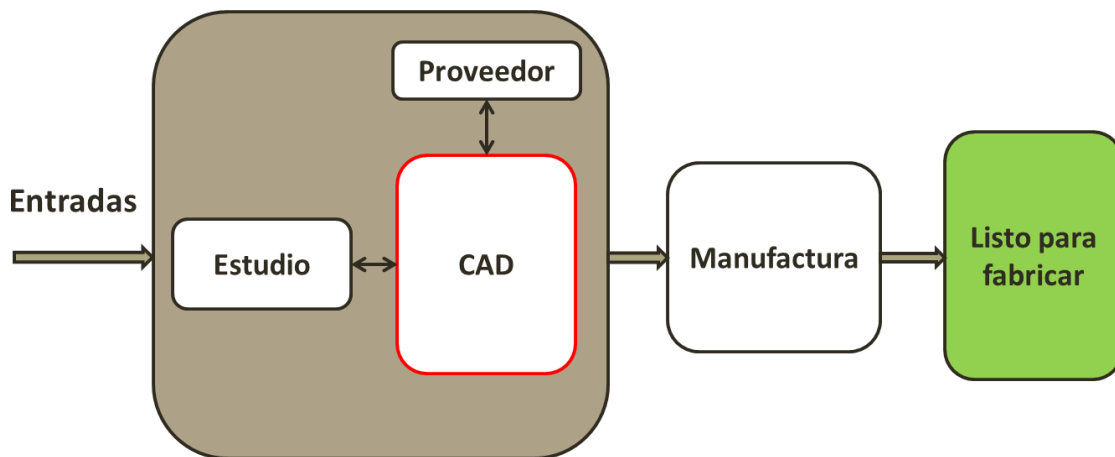 Proveedor
Entradas
Estudio
CAD
Manufactura
Listo para
fabricar